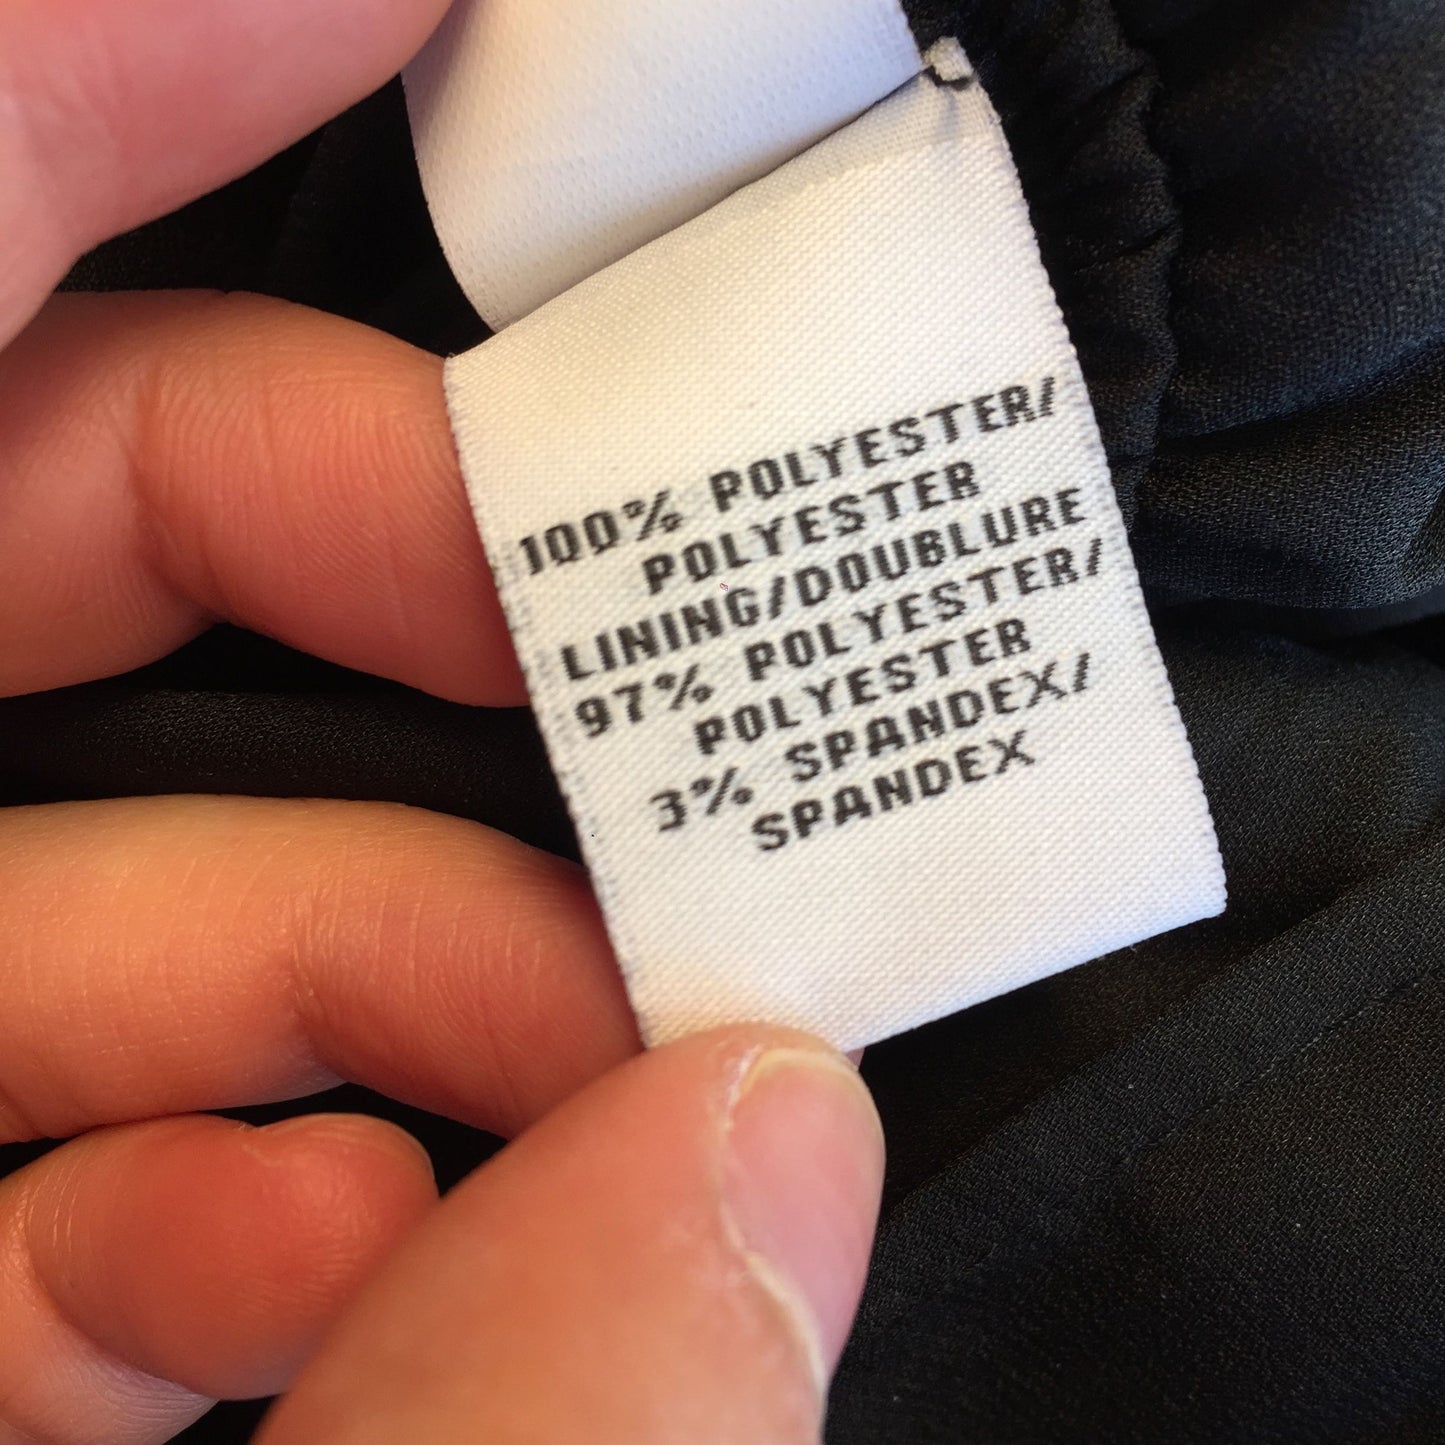 100% POLYESTER/
POLYESTER
LINING/DOUBLURE
97% POLYESTER/
POLYESTER
3% SPANDEX/
SPANDEX